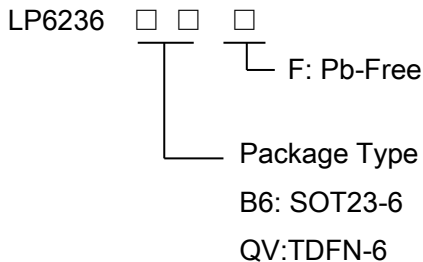 LP6236 □ □ □
F: Pb-Free
Package Type
B6: SOT23-6
QV:TDFN-6